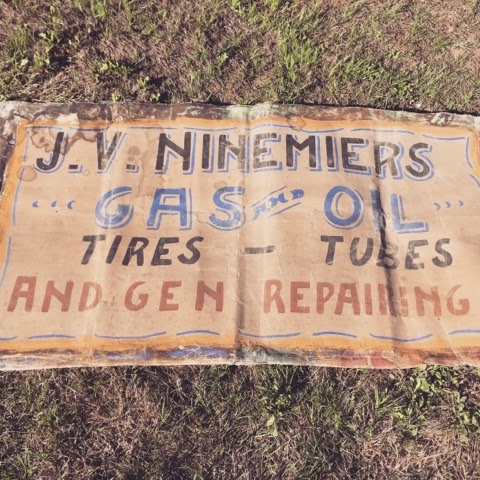 J.V. NINEMIERS
GAS AND OIL
TIRES — TUBES
AND GEN REPAIRING